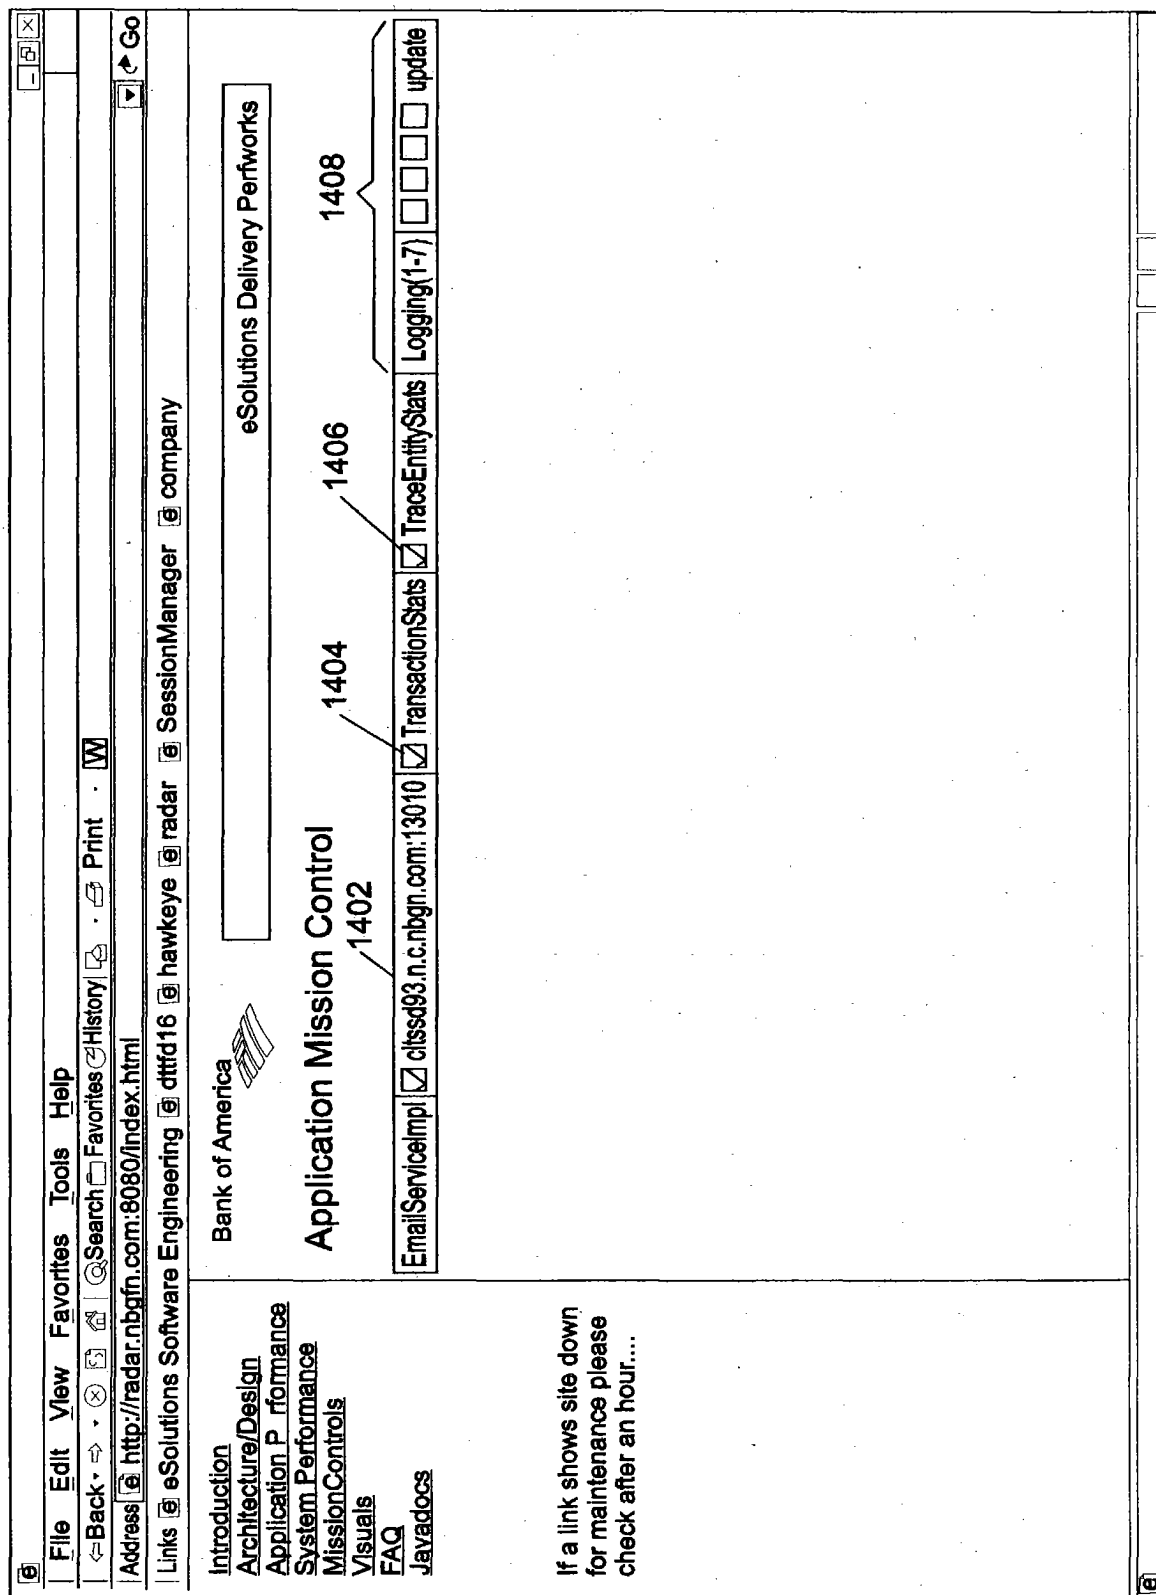 File Edit View Favorites Tools Help
Back Search Favorites History Print W
Address http://radar.nbgfn.com:8080/index.html Go
Links eSolutions Software Engineering dttfd16 hawkeye radar SessionManager company
Introduction
Architecture/Design
Application P rformance
System Performance
MissionControls
Visuals
FAQ
Javadocs
If a link shows site down
for maintenance please
check after an hour....
Bank of America
eSolutions Delivery Perfworks
Application Mission Control
1402
1404
1406
1408
EmailServiceImpl cltssd93.n.c.nbgn.com:13010 TransactionStats TraceEntityStats Logging(1-7) update